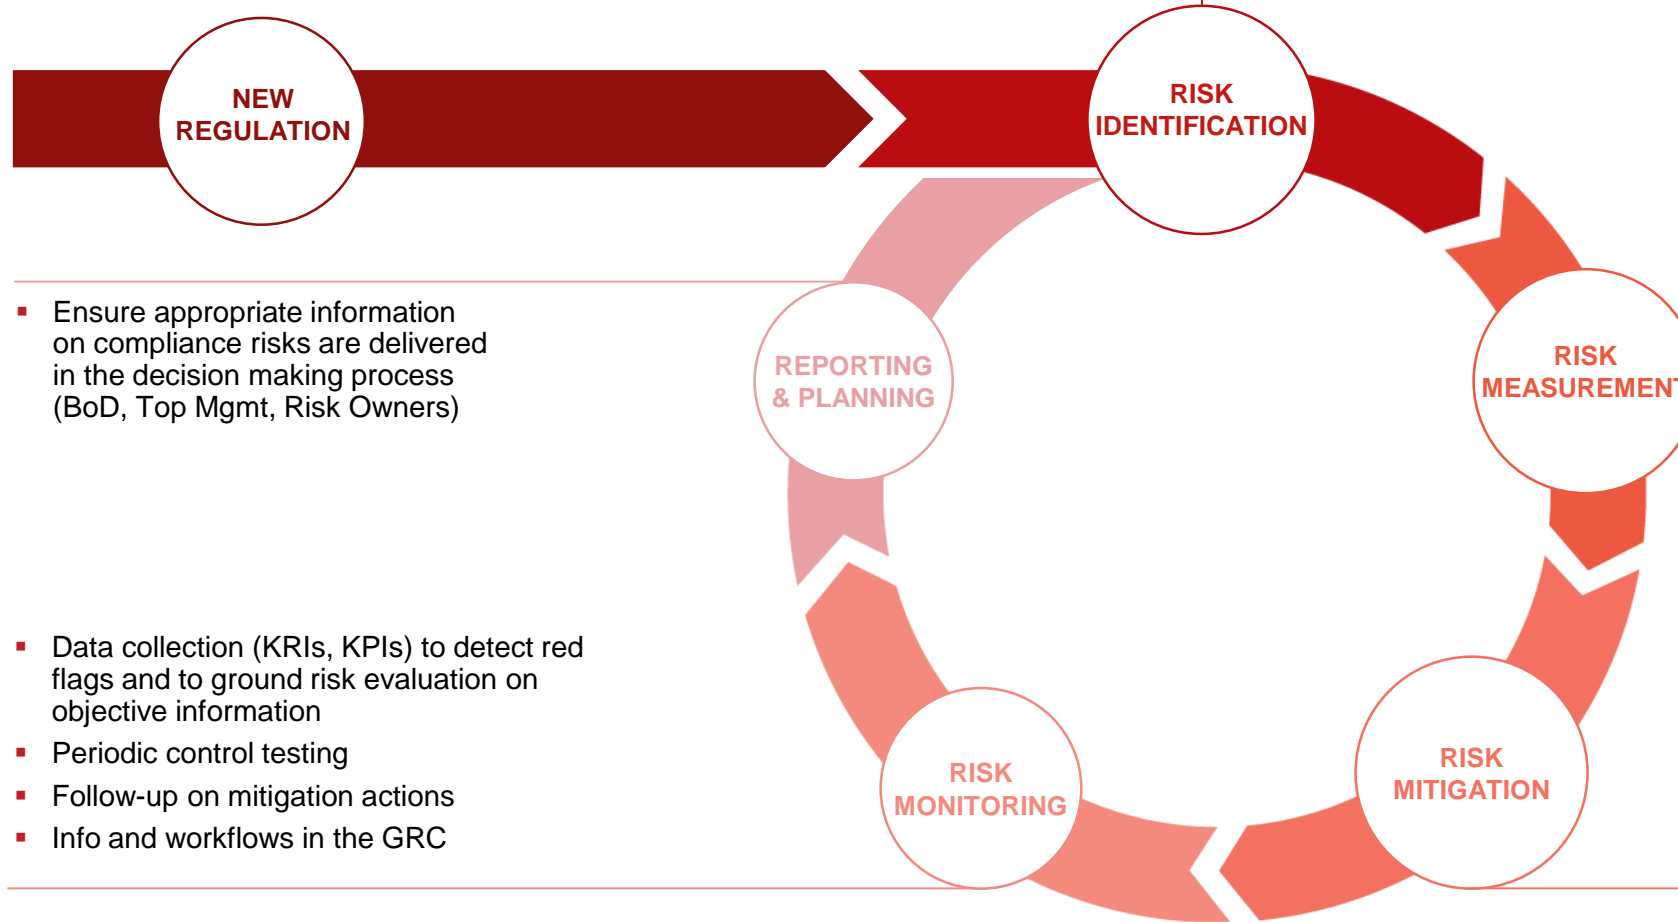 NEW
REGULATION
RISK
IDENTIFICATION
▪ Ensure appropriate information
on compliance risks are delivered
in the decision making process
(BoD, Top Mgmt, Risk Owners)
REPORTING
& PLANNING
RISK
MEASUREMENT
▪ Data collection (KRIs, KPIs) to detect red
flags and to ground risk evaluation on
objective information
▪ Periodic control testing
▪ Follow-up on mitigation actions
▪ Info and workflows in the GRC
RISK
MONITORING
RISK
MITIGATION